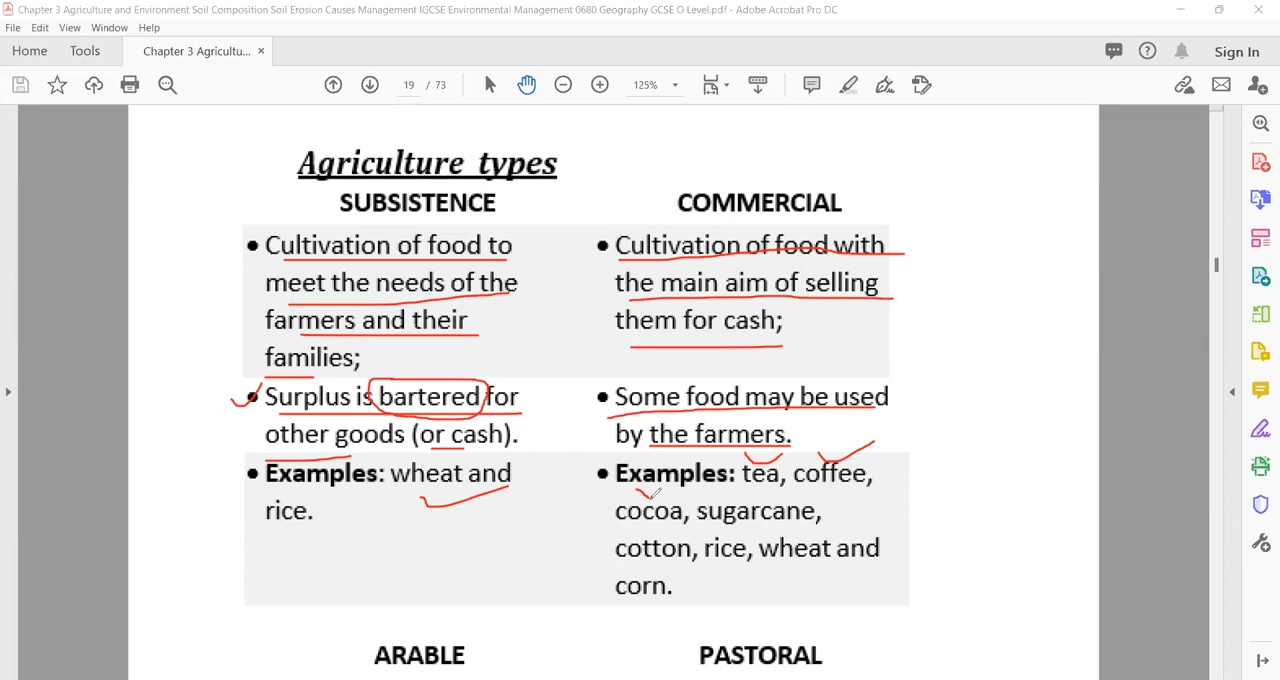 Chapter 3 Agriculture and Environment Soil Composition Soil Erosion Causes Management IGCSE Environmental Management 0680 Geography GCSE O Level.pdf - Adobe Acrobat Pro DC
File Edit View Window Help
Home Tools Chapter 3 Agricultu... × Sign In
19 / 73 125%
Agriculture types
SUBSISTENCE
• Cultivation of food to
meet the needs of the
farmers and their
families;
• Surplus is bartered for
other goods (or cash).
• Examples: wheat and
rice.
COMMERCIAL
• Cultivation of food with
the main aim of selling
them for cash;
• Some food may be used
by the farmers.
• Examples: tea, coffee,
cocoa, sugarcane,
cotton, rice, wheat and
corn.
ARABLE
PASTORAL